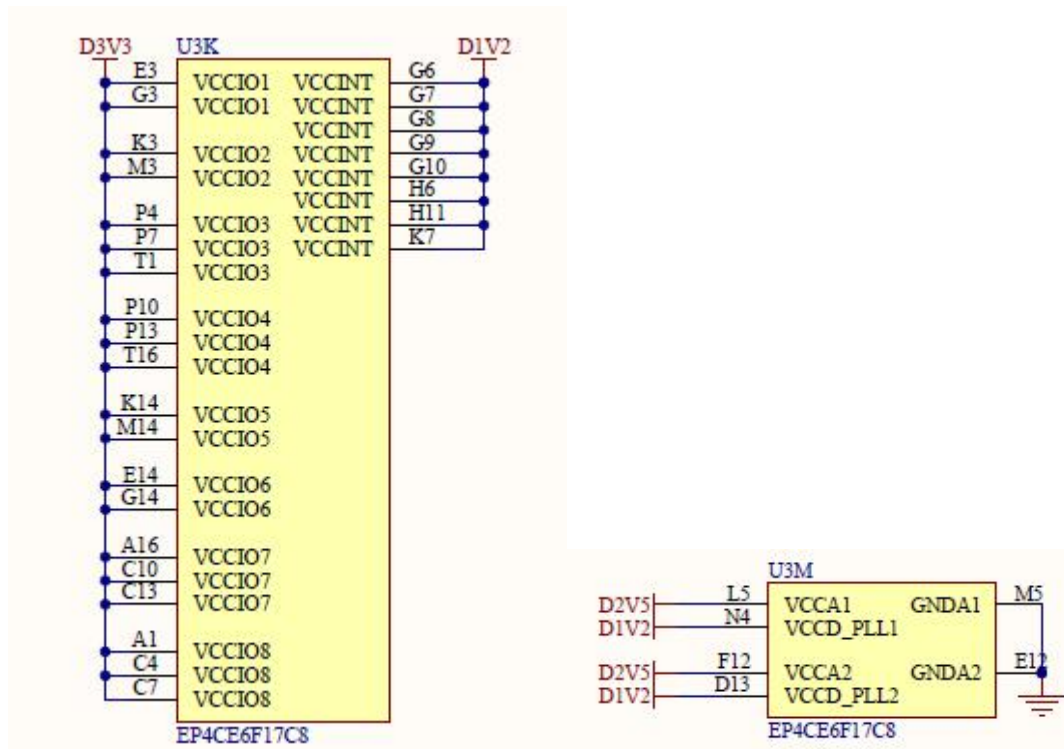 D3V3 U3K D1V2
E3 VCCIO1 VCCINT G6
G3 VCCIO1 VCCINT G7
VCCINT G8
K3 VCCIO2 VCCINT G9
M3 VCCIO2 VCCINT G10
VCCINT H6
P4 VCCIO3 VCCINT H11
P7 VCCIO3 VCCINT K7
T1 VCCIO3
P10 VCCIO4
P13 VCCIO4
T16 VCCIO4
K14 VCCIO5
M14 VCCIO5
E14 VCCIO6
G14 VCCIO6
A16 VCCIO7
C10 VCCIO7
C13 VCCIO7
A1 VCCIO8
C4 VCCIO8
C7 VCCIO8
EP4CE6F17C8
U3M
D2V5 L5 VCCA1 GNDA1 M5
D1V2 N4 VCCD_PLL1
D2V5 F12 VCCA2 GNDA2 E12
D1V2 D13 VCCD_PLL2
EP4CE6F17C8